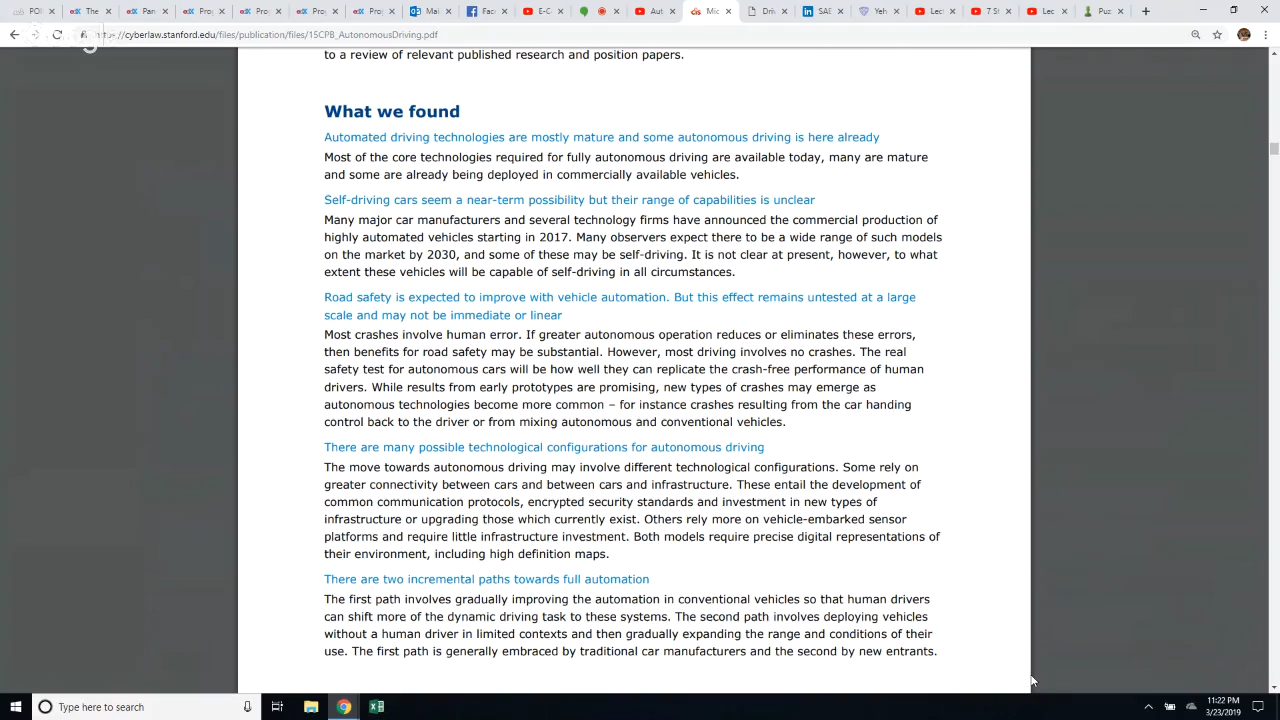 PDF
The
Pan
Proj
Pro
Pro
Pro
Mai
Fac
E-C
Aut
Mic
Driv
SAE
Yeh
Lect
7 St
Lec
Puz
https://cyberlaw.stanford.edu/files/publication/files/15CPB_AutonomousDriving.pdf
to a review of relevant published research and position papers.
What we found
Automated driving technologies are mostly mature and some autonomous driving is here already
Most of the core technologies required for fully autonomous driving are available today, many are mature
and some are already being deployed in commercially available vehicles.
Self-driving cars seem a near-term possibility but their range of capabilities is unclear
Many major car manufacturers and several technology firms have announced the commercial production of
highly automated vehicles starting in 2017. Many observers expect there to be a wide range of such models
on the market by 2030, and some of these may be self-driving. It is not clear at present, however, to what
extent these vehicles will be capable of self-driving in all circumstances.
Road safety is expected to improve with vehicle automation. But this effect remains untested at a large
scale and may not be immediate or linear
Most crashes involve human error. If greater autonomous operation reduces or eliminates these errors,
then benefits for road safety may be substantial. However, most driving involves no crashes. The real
safety test for autonomous cars will be how well they can replicate the crash-free performance of human
drivers. While results from early prototypes are promising, new types of crashes may emerge as
autonomous technologies become more common – for instance crashes resulting from the car handing
control back to the driver or from mixing autonomous and conventional vehicles.
There are many possible technological configurations for autonomous driving
The move towards autonomous driving may involve different technological configurations. Some rely on
greater connectivity between cars and between cars and infrastructure. These entail the development of
common communication protocols, encrypted security standards and investment in new types of
infrastructure or upgrading those which currently exist. Others rely more on vehicle-embarked sensor
platforms and require little infrastructure investment. Both models require precise digital representations of
their environment, including high definition maps.
There are two incremental paths towards full automation
The first path involves gradually improving the automation in conventional vehicles so that human drivers
can shift more of the dynamic driving task to these systems. The second path involves deploying vehicles
without a human driver in limited contexts and then gradually expanding the range and conditions of their
use. The first path is generally embraced by traditional car manufacturers and the second by new entrants.
Type here to search
11:22 PM
3/23/2019